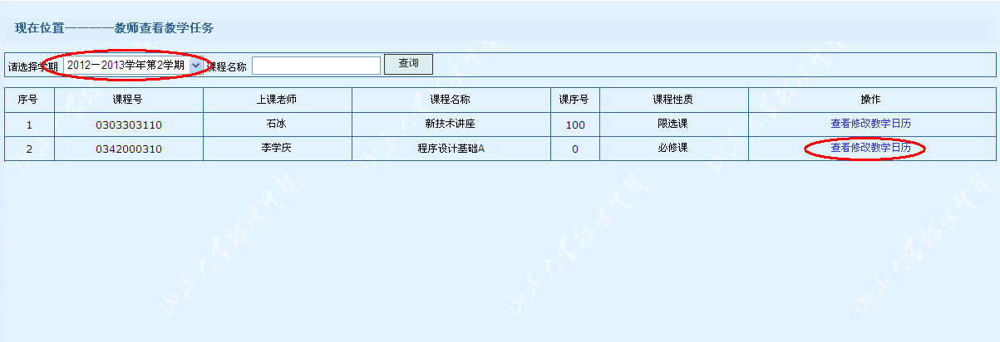 现在位置————教师查看教学任务
请选择学期 2012－2013学年第2学期 课程名称 查询
序号 课程号 上课老师 课程名称 课序号 课程性质 操作
1 0303303110 石冰 新技术讲座 100 限选课 查看修改教学日历
2 0342000310 李学庆 程序设计基础A 0 必修课 查看修改教学日历